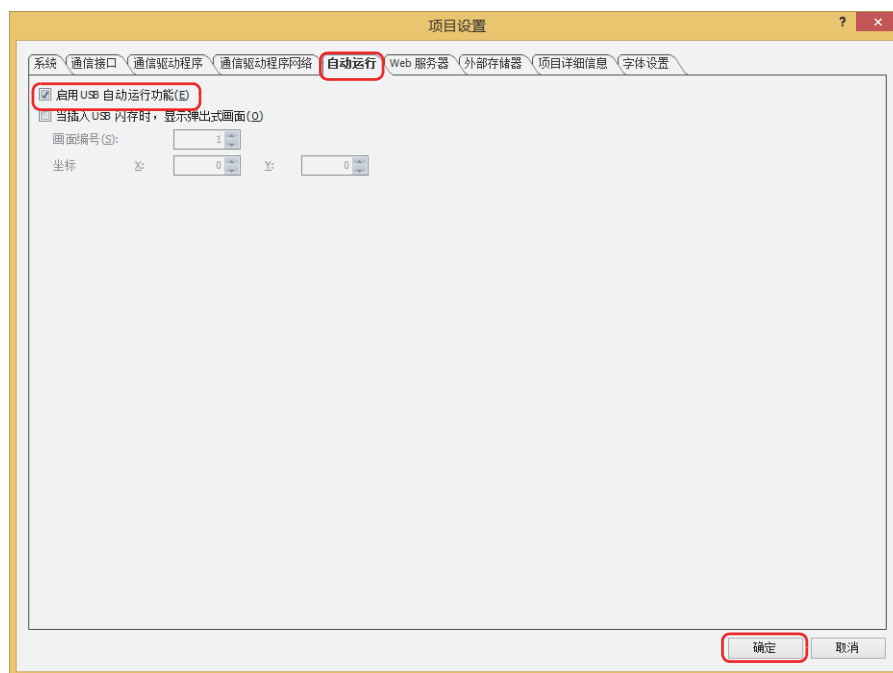 项目设置
? ×
系统 通信接口 通信驱动程序 通信驱动程序网络 自动运行 Web 服务器 外部存储器 项目详细信息 字体设置
启用 USB 自动运行功能(E)
当插入 USB 内存时，显示弹出式画面(O)
画面编号(S): 1
坐标 X: 0 Y: 0
确定 取消